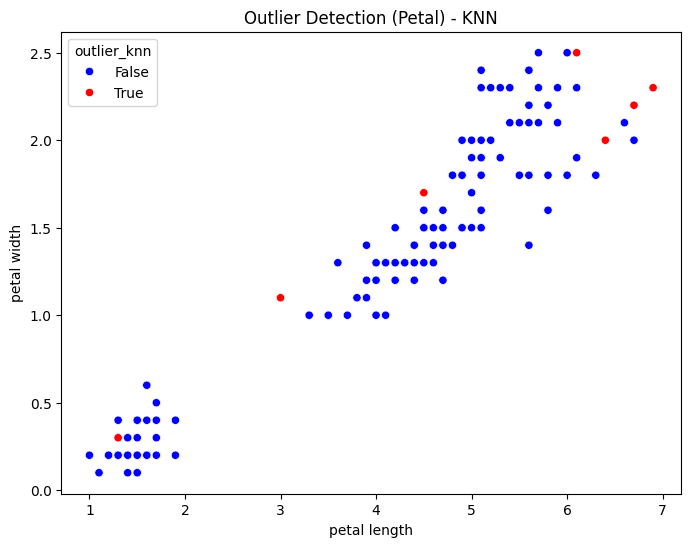 Outlier Detection (Petal) - KNN
outlier_knn
False
True
2.5
2.0
1.5
1.0
0.5
0.0
petal width
1 2 3 4 5 6 7
petal length